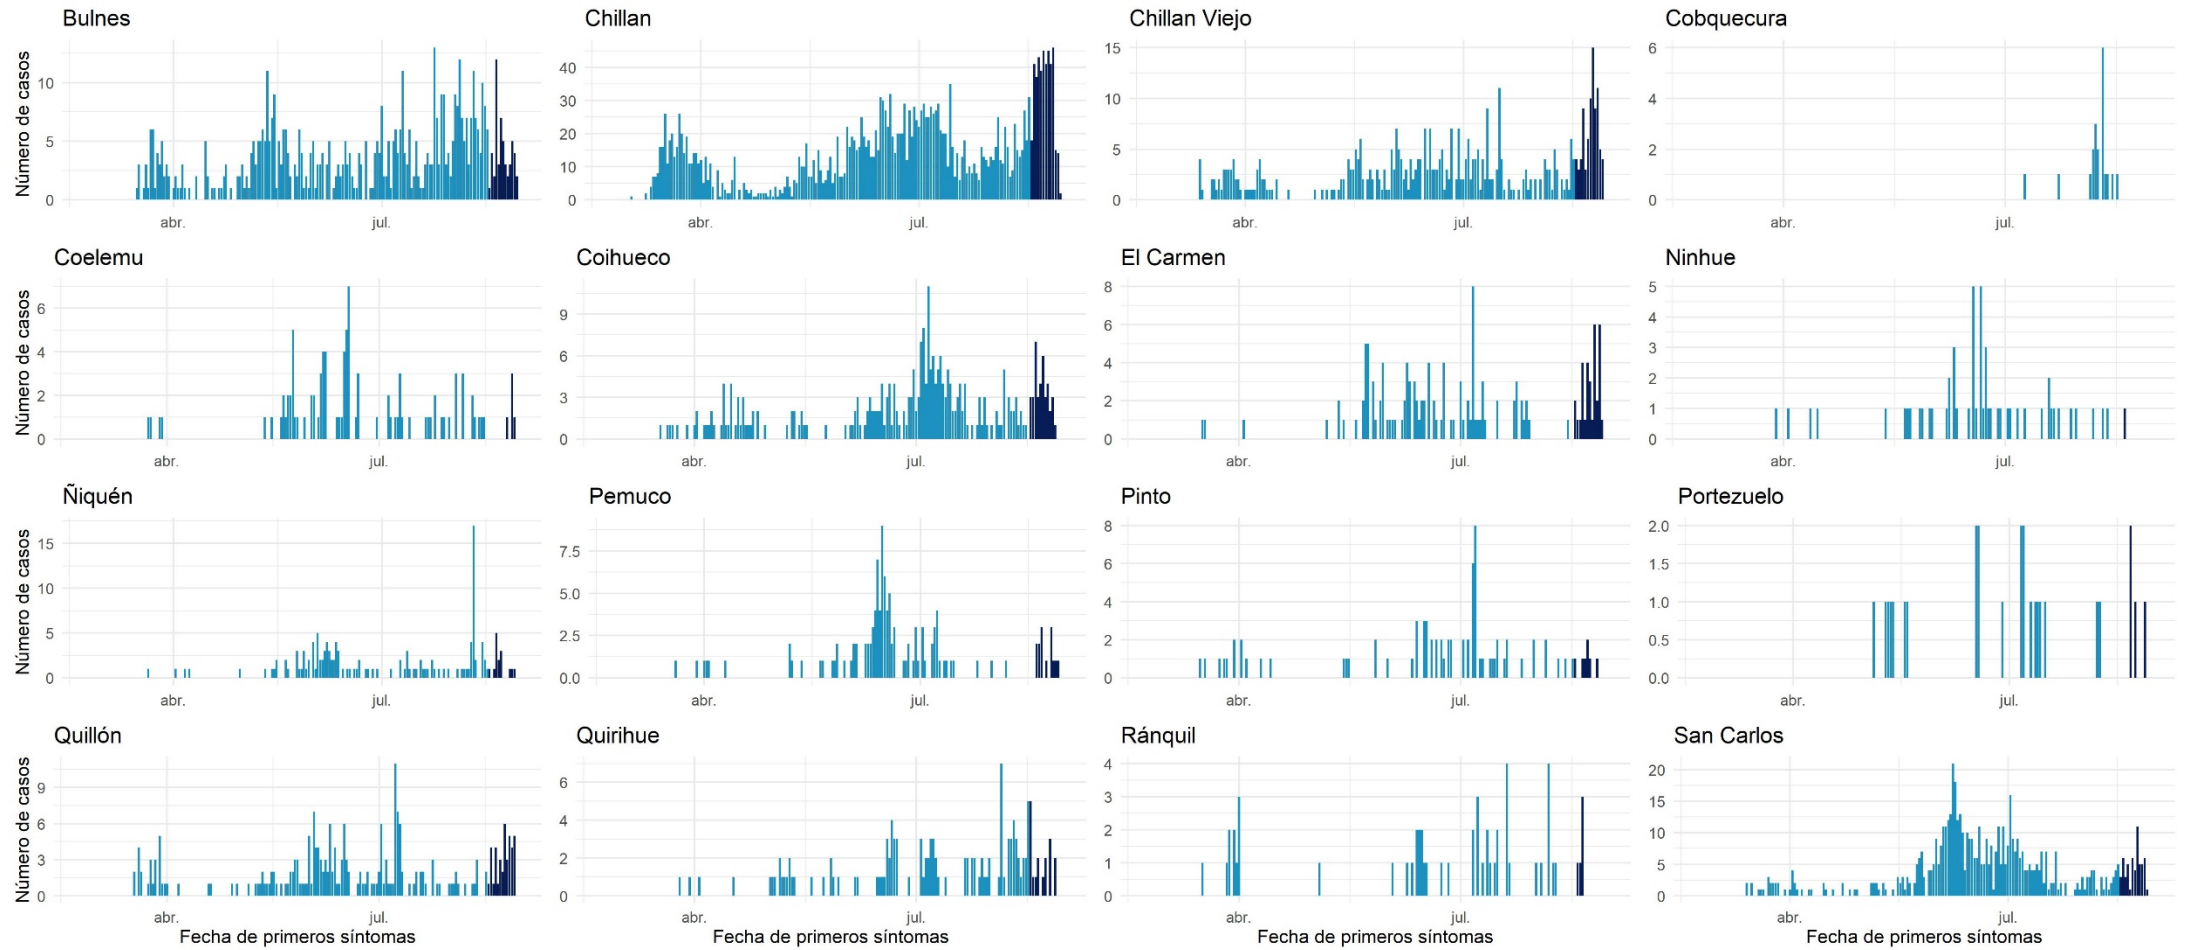 Bulnes
Chillan
Chillan Viejo
Cobquecura
Número de casos
10
5
0
abr.
jul.
40
30
20
10
0
abr.
jul.
15
10
5
0
abr.
jul.
6
4
2
0
abr.
jul.
Coelemu
Coihueco
El Carmen
Ninhue
Número de casos
6
4
2
0
abr.
jul.
9
6
3
0
abr.
jul.
8
6
4
2
0
abr.
jul.
5
4
3
2
1
0
abr.
jul.
Ñiquén
Pemuco
Pinto
Portezuelo
Número de casos
15
10
5
0
abr.
jul.
7.5
5.0
2.5
0.0
abr.
jul.
8
6
4
2
0
abr.
jul.
2.0
1.5
1.0
0.5
0.0
abr.
jul.
Quillón
Quirihue
Ránquil
San Carlos
Número de casos
9
6
3
0
abr.
jul.
Fecha de primeros síntomas
6
4
2
0
abr.
jul.
Fecha de primeros síntomas
4
3
2
1
0
abr.
jul.
Fecha de primeros síntomas
20
15
10
5
0
abr.
jul.
Fecha de primeros síntomas